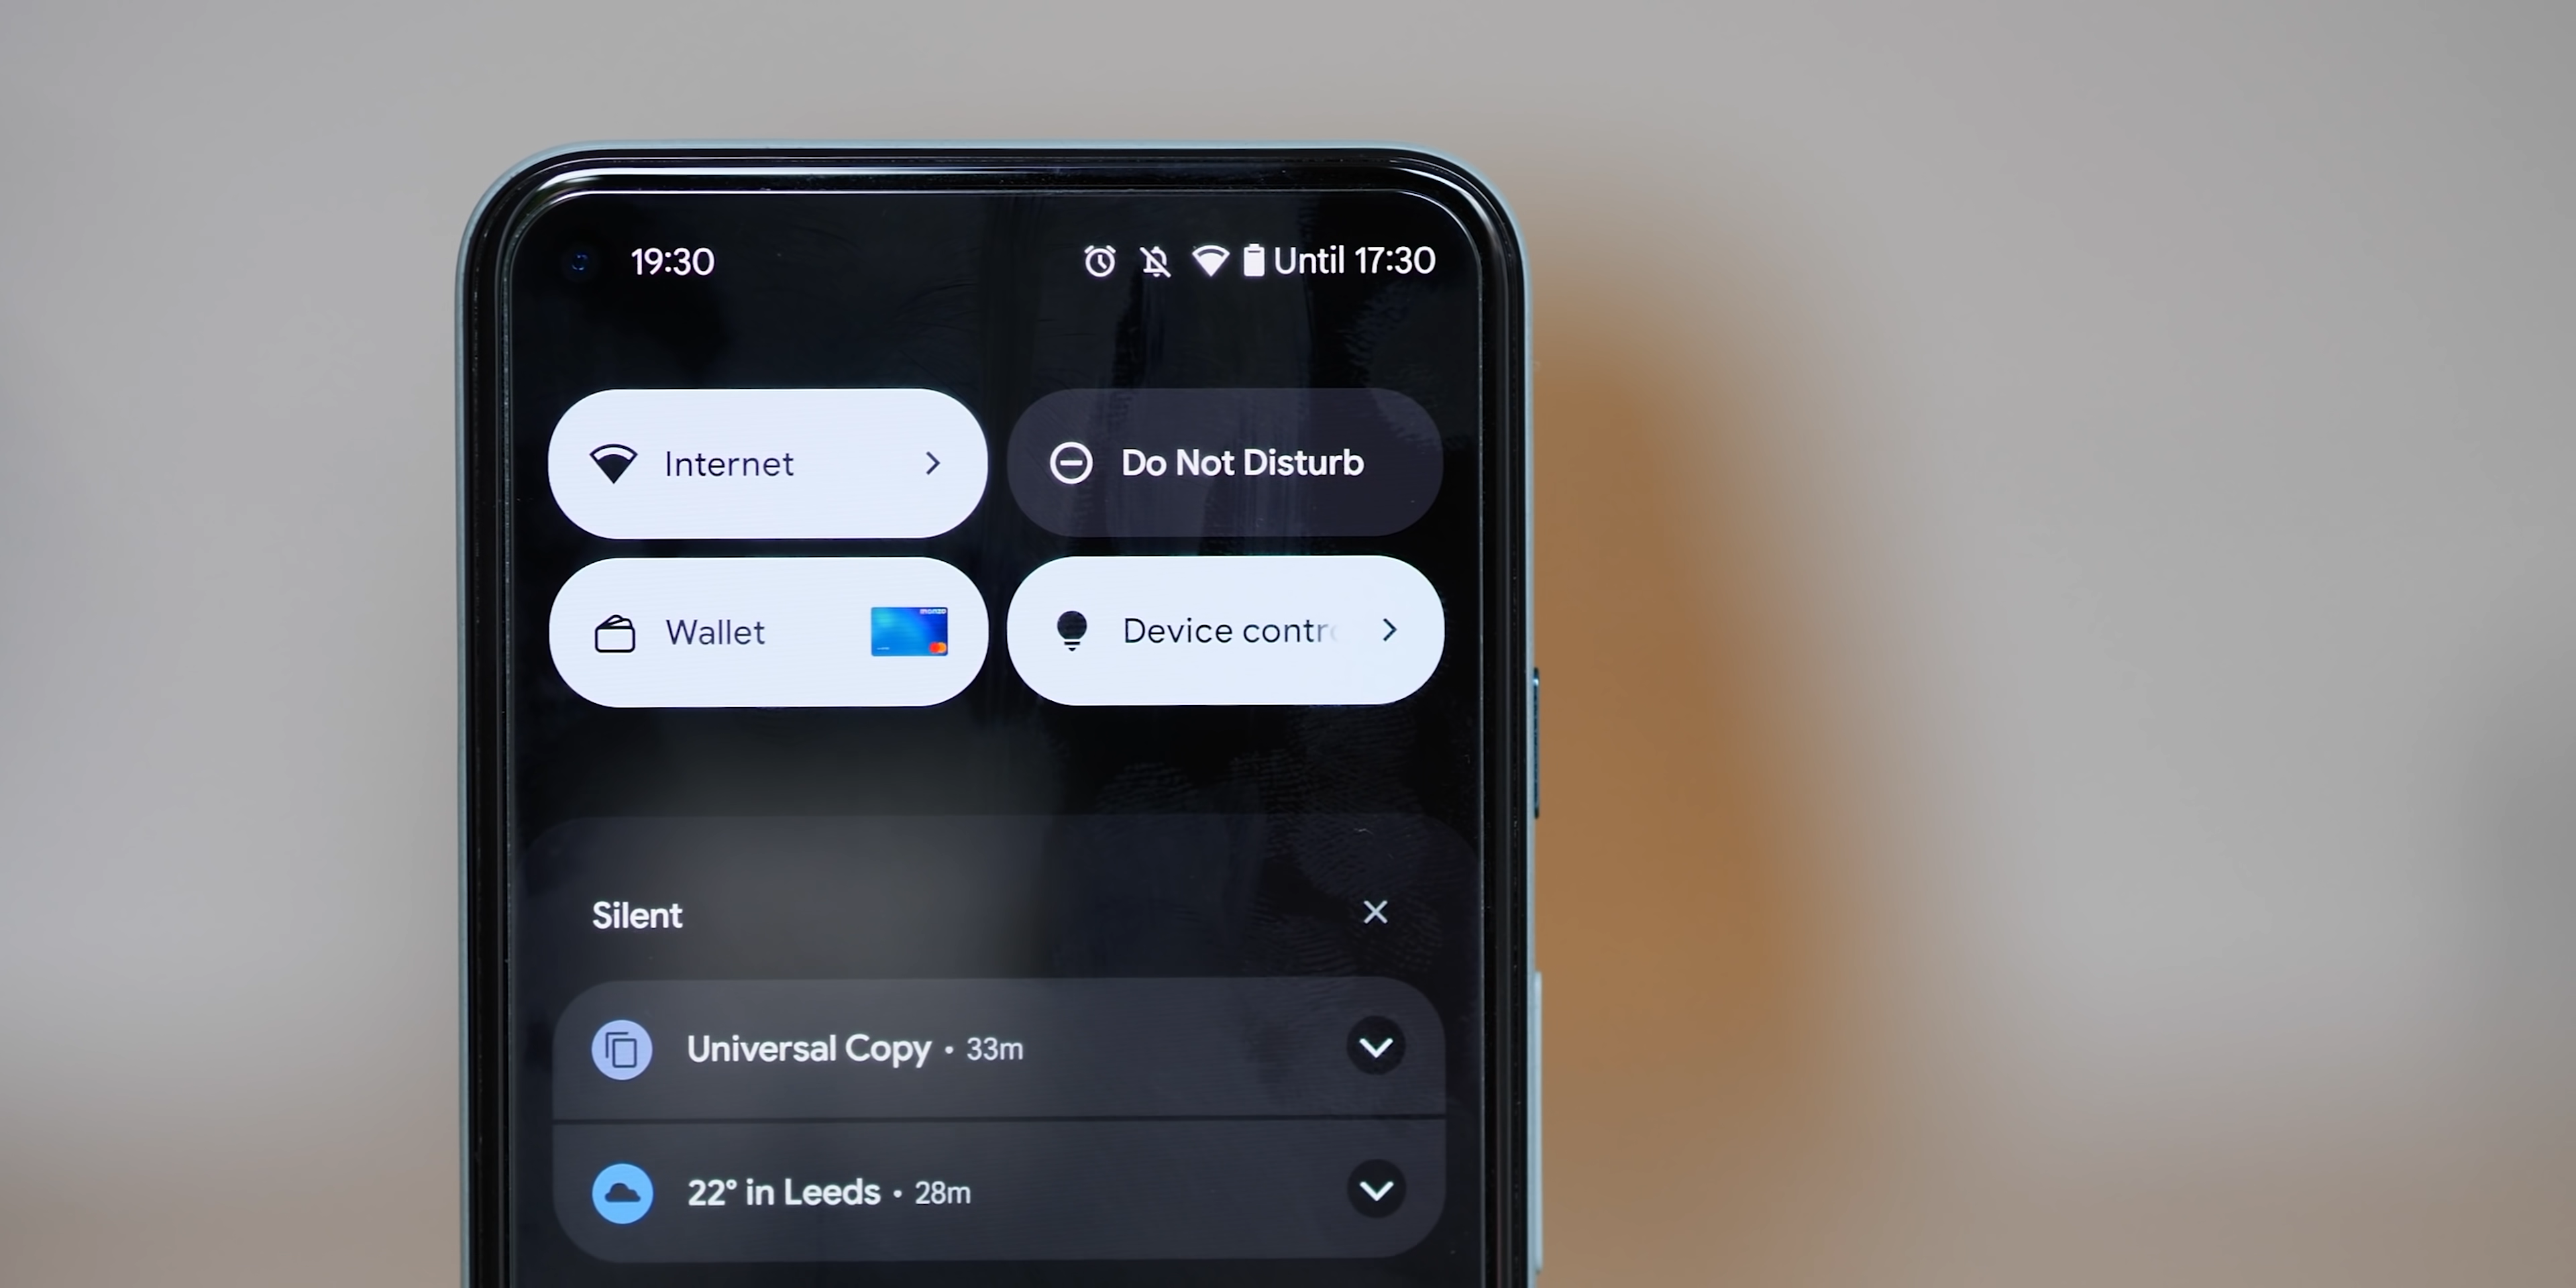 19:30 Until 17:30
Internet Do Not Disturb
monzo
Wallet Device contr
Silent
Universal Copy • 33m
22° in Leeds • 28m